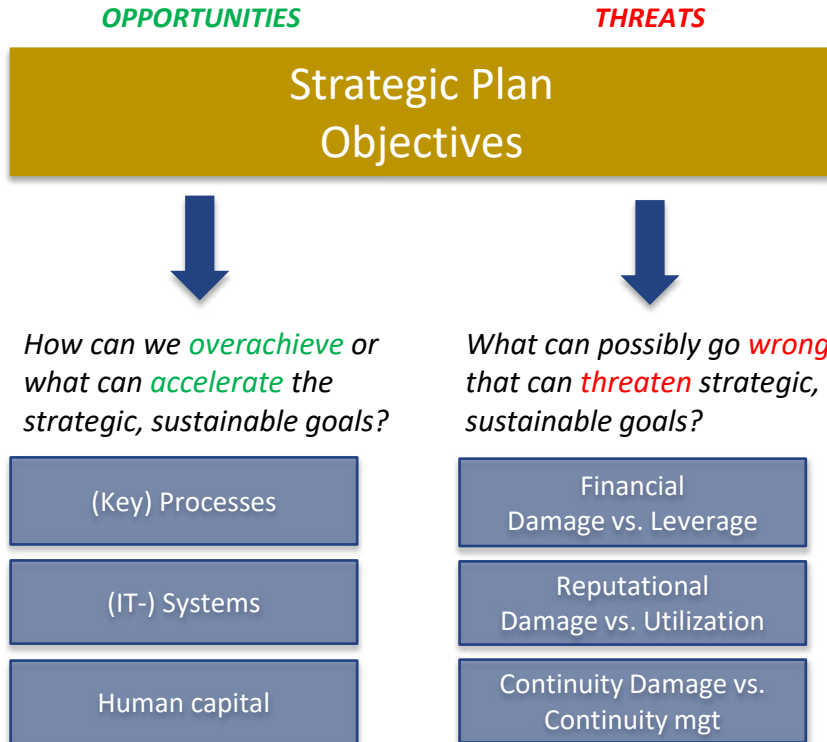 OPPORTUNITIES
THREATS
Strategic Plan
Objectives
How can we overachieve or
what can accelerate the
strategic, sustainable goals?
What can possibly go wrong
that can threaten strategic,
sustainable goals?
(Key) Processes
Financial
Damage vs. Leverage
(IT-) Systems
Reputational
Damage vs. Utilization
Human capital
Continuity Damage vs.
Continuity mgt